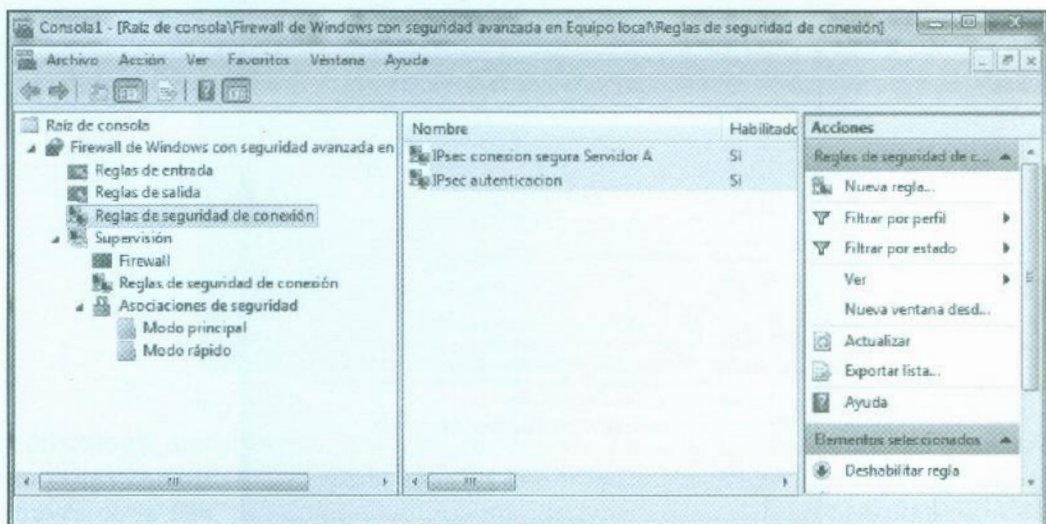 Consola1 - [Raíz de consola\Firewall de Windows con seguridad avanzada en Equipo local\Reglas de seguridad de conexión]
Archivo Acción Ver Favoritos Ventana Ayuda
Raíz de consola
Firewall de Windows con seguridad avanzada en
Reglas de entrada
Reglas de salida
Reglas de seguridad de conexión
Supervisión
Firewall
Reglas de seguridad de conexión
Asociaciones de seguridad
Modo principal
Modo rápido
Nombre Habilitado
IPsec conexion segura Servidor A Sí
IPsec autenticacion Sí
Acciones
Reglas de seguridad de c...
Nueva regla...
Filtrar por perfil
Filtrar por estado
Ver
Nueva ventana desd...
Actualizar
Exportar lista...
Ayuda
Elementos seleccionados
Deshabilitar regla